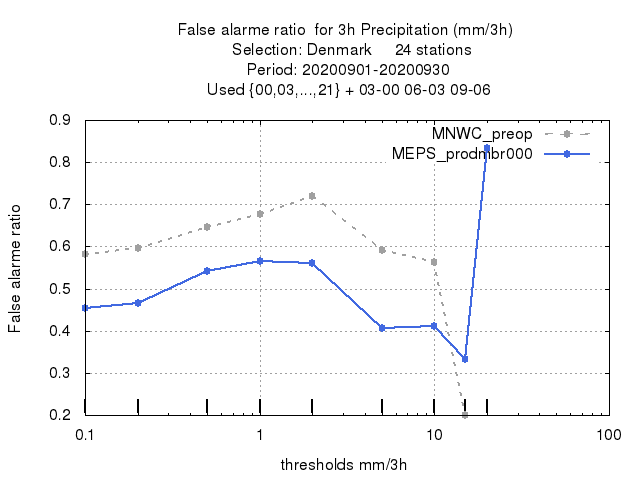 False alarme ratio  for 3h Precipitation (mm/3h)
Selection: Denmark     24 stations
Period: 20200901-20200930
Used {00,03,...,21} + 03-00 06-03 09-06
MNWC_preop
MEPS_prodmbr000
False alarme ratio
0.9
0.8
0.7
0.6
0.5
0.4
0.3
0.2
0.1
1
10
100
thresholds mm/3h